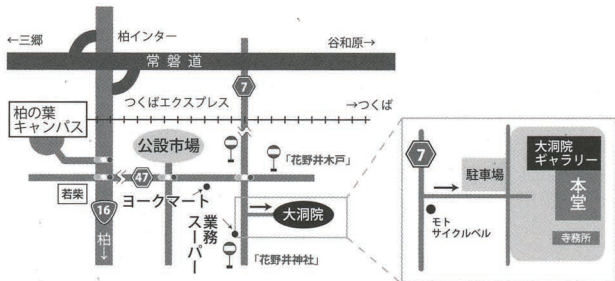 ←三郷
柏インター
谷和原→
常磐道
7
つくばエクスプレス
→つくば
柏の葉
キャンパス
公設市場
「花野井木戸」
若柴
47
ヨークマート
16
柏↓
業務
スーパー
大洞院
「花野井神社」
7
駐車場
大洞院
ギャラリー
本堂
モト
サイクルベル
寺務所